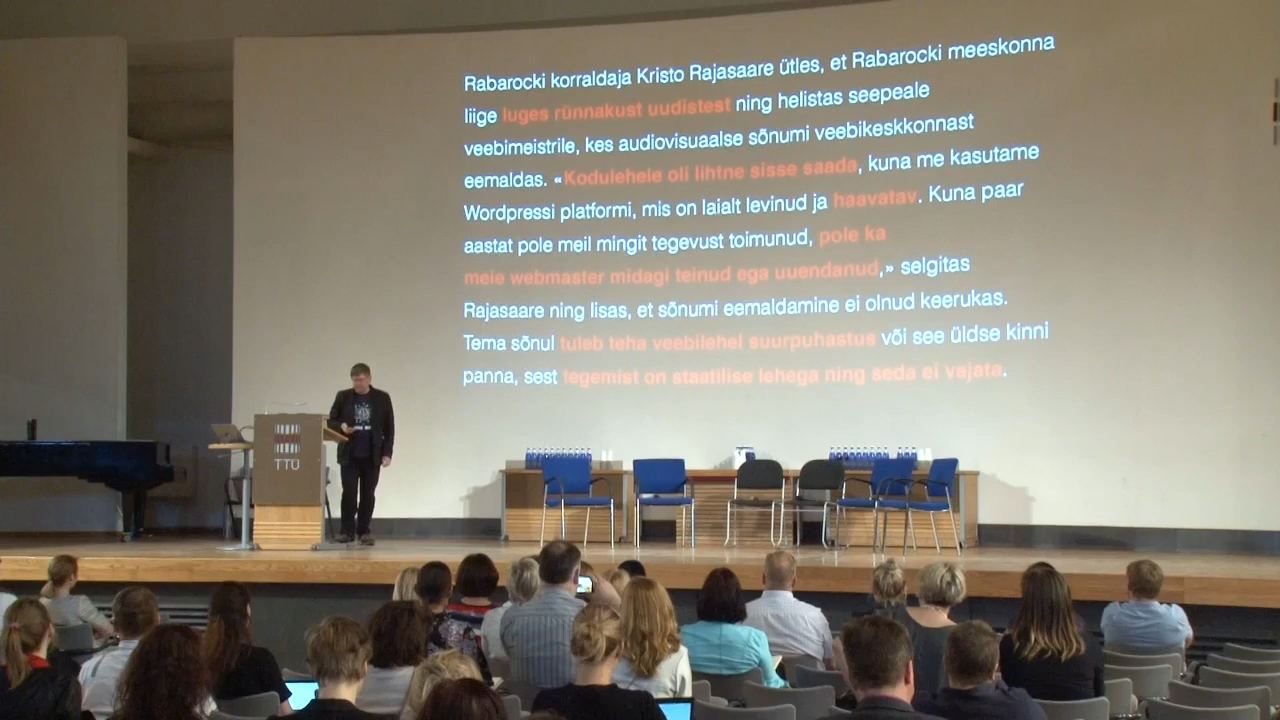 Rabarocki korraldaja Kristo Rajasaare ütles, et Rabarocki meeskonna
liige luges rünnakust uudistest ning helistas seepeale
veebimeistrile, kes audiovisuaalse sõnumi veebikeskkonnast
eemaldas. «Kodulehele oli lihtne sisse saada, kuna me kasutame
Wordpressi platformi, mis on laialt levinud ja haavatav. Kuna paar
aastat pole meil mingit tegevust toimunud, pole ka
meie webmaster midagi teinud ega uuendanud,» selgitas
Rajasaare ning lisas, et sõnumi eemaldamine ei olnud keerukas.
Tema sõnul tuleb teha veebilehel suurpuhastus või see üldse kinni
panna, sest tegemist on staatilise lehega ning seda ei vajata.
TTÜ